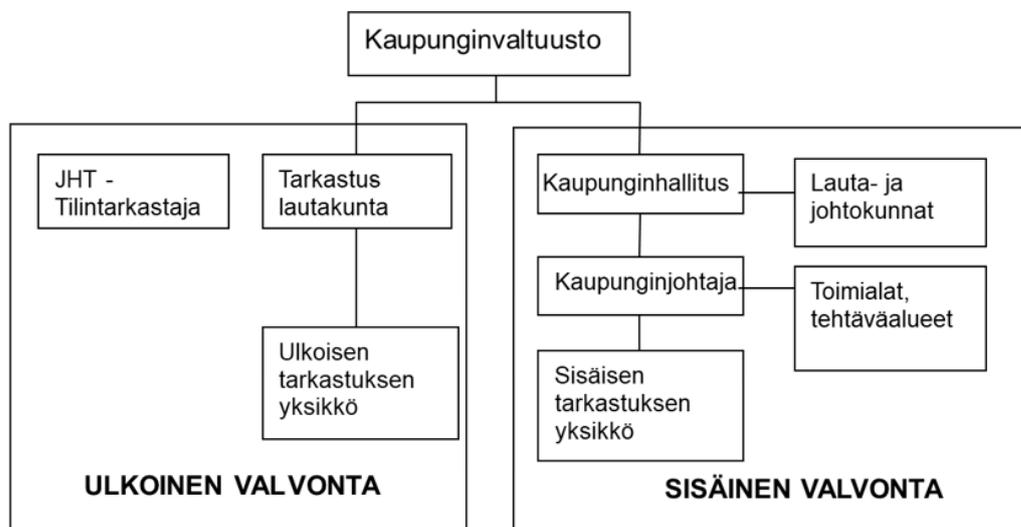 Kaupunginvaltuusto
JHT -
Tilintarkastaja
Tarkastus
lautakunta
Ulkoisen
tarkastuksen
yksikkö
ULKOINEN VALVONTA
Kaupunginhallitus
Lauta- ja
johtokunnat
Kaupunginjohtaja
Toimialat,
tehtäväalueet
Sisäisen
tarkastuksen
yksikkö
SISÄINEN VALVONTA